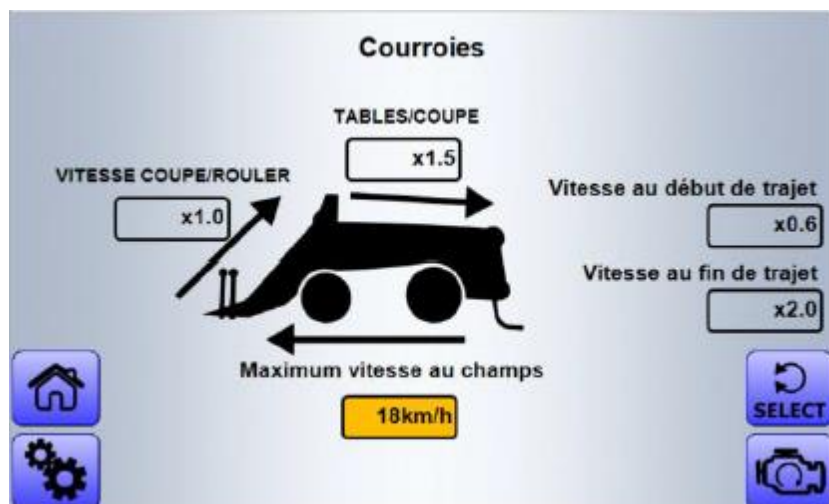 Courroies
TABLES/COUPE
x1.5
VITESSE COUPE/ROULER
x1.0
Vitesse au début de trajet
x0.6
Vitesse au fin de trajet
x2.0
Maximum vitesse au champs
18km/h
SELECT